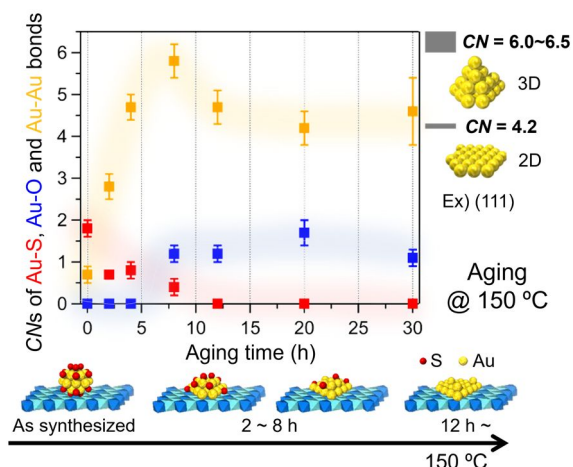 CNs of Au-S, Au-O and Au-Au bonds
6
5
4
3
2
1
0
0
5
10
15
20
25
30
Aging time (h)
CN = 6.0~6.5
3D
CN = 4.2
2D
Ex) (111)
Aging
@ 150 ºC
S
Au
As synthesized
2 ~ 8 h
12 h ~
150 ºC